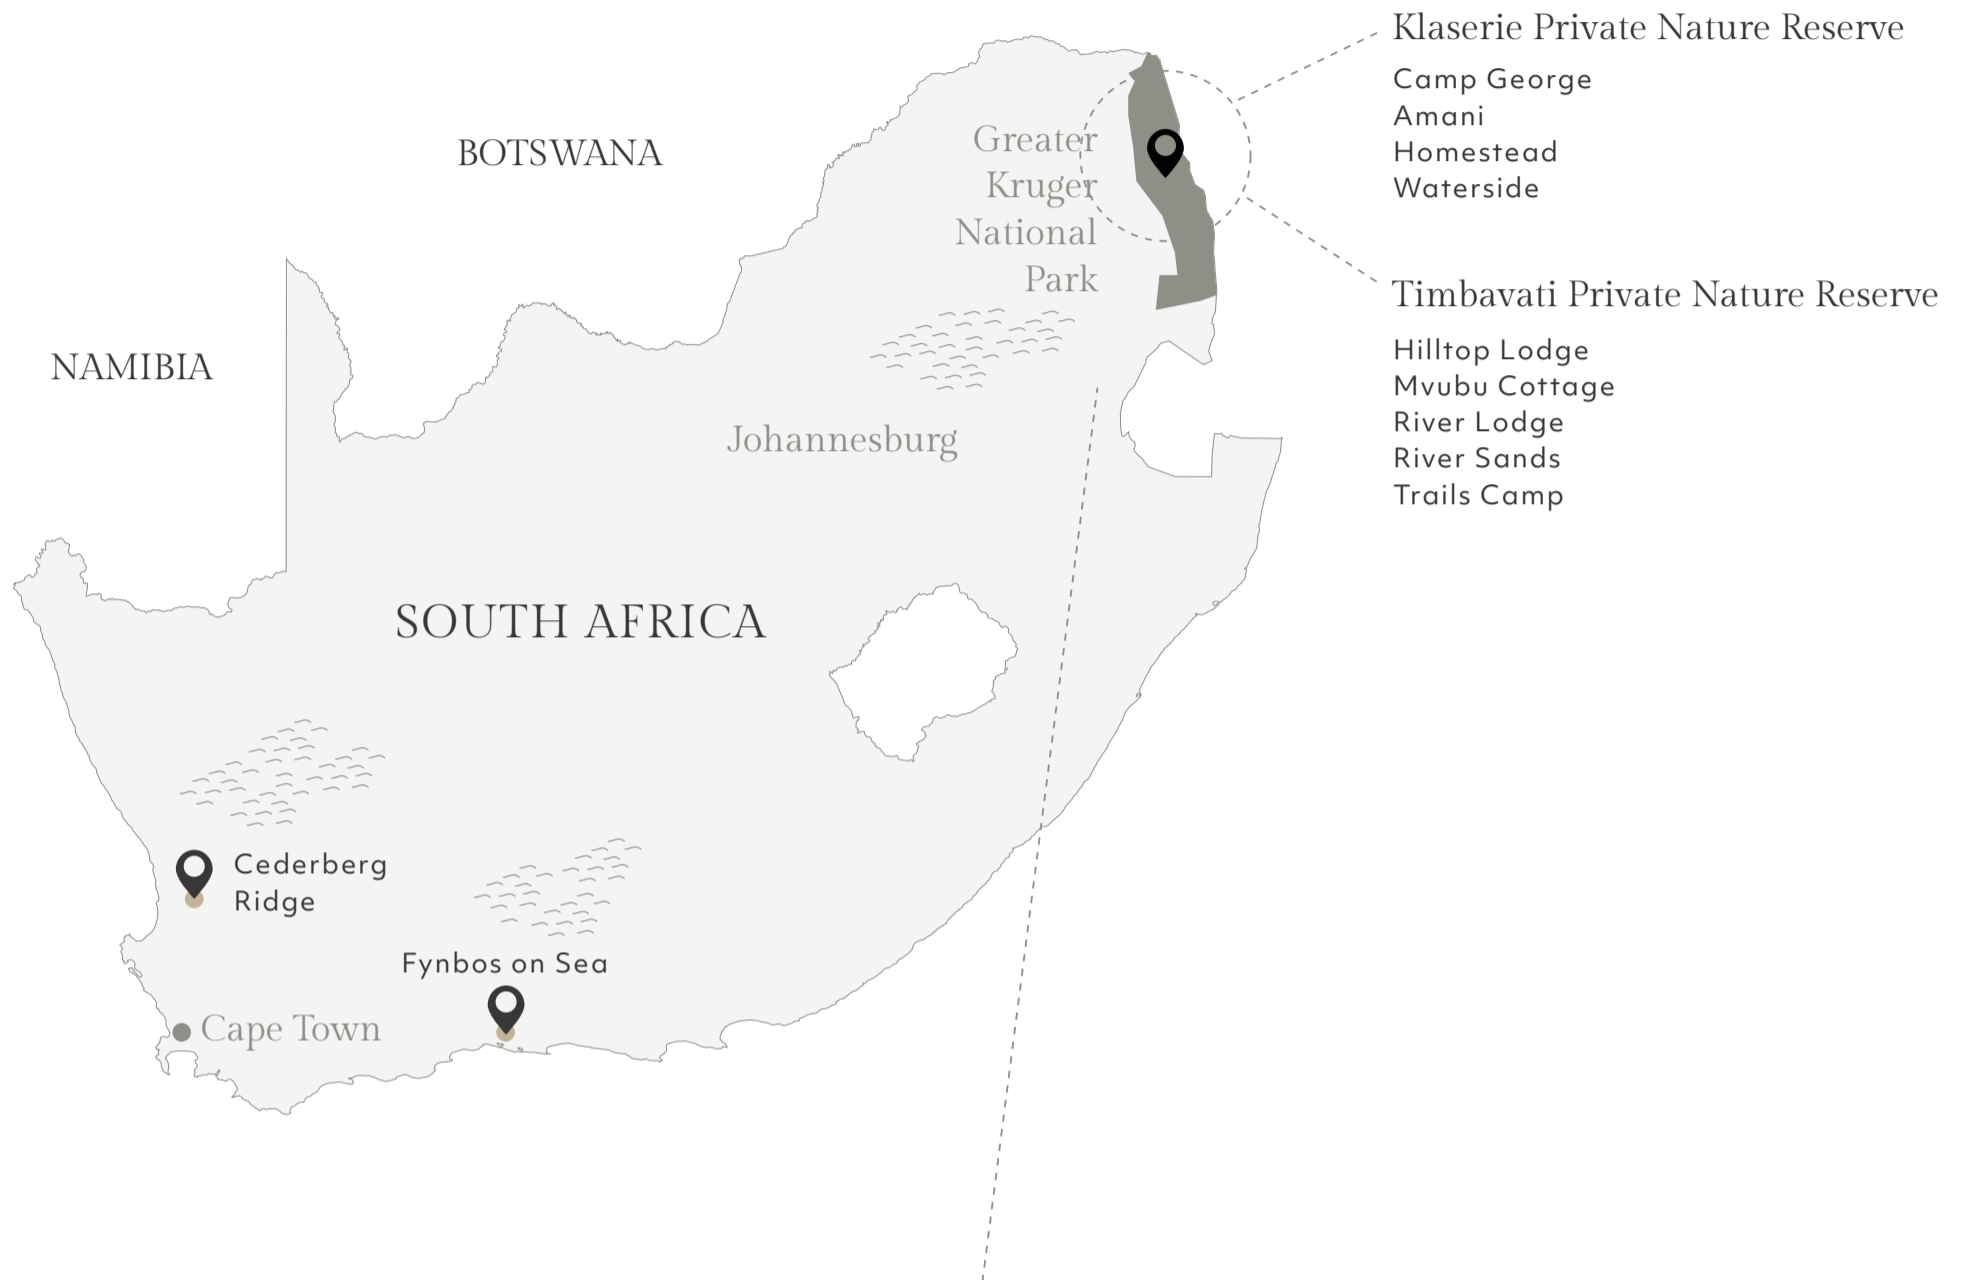 Klaserie Private Nature Reserve
Camp George
Amani
Homestead
Waterside
BOTSWANA
Greater
Kruger
National
Park
Timbavati Private Nature Reserve
Hilltop Lodge
Mvubu Cottage
River Lodge
River Sands
Trails Camp
NAMIBIA
Johannesburg
SOUTH AFRICA
Cederberg
Ridge
Fynbos on Sea
Cape Town